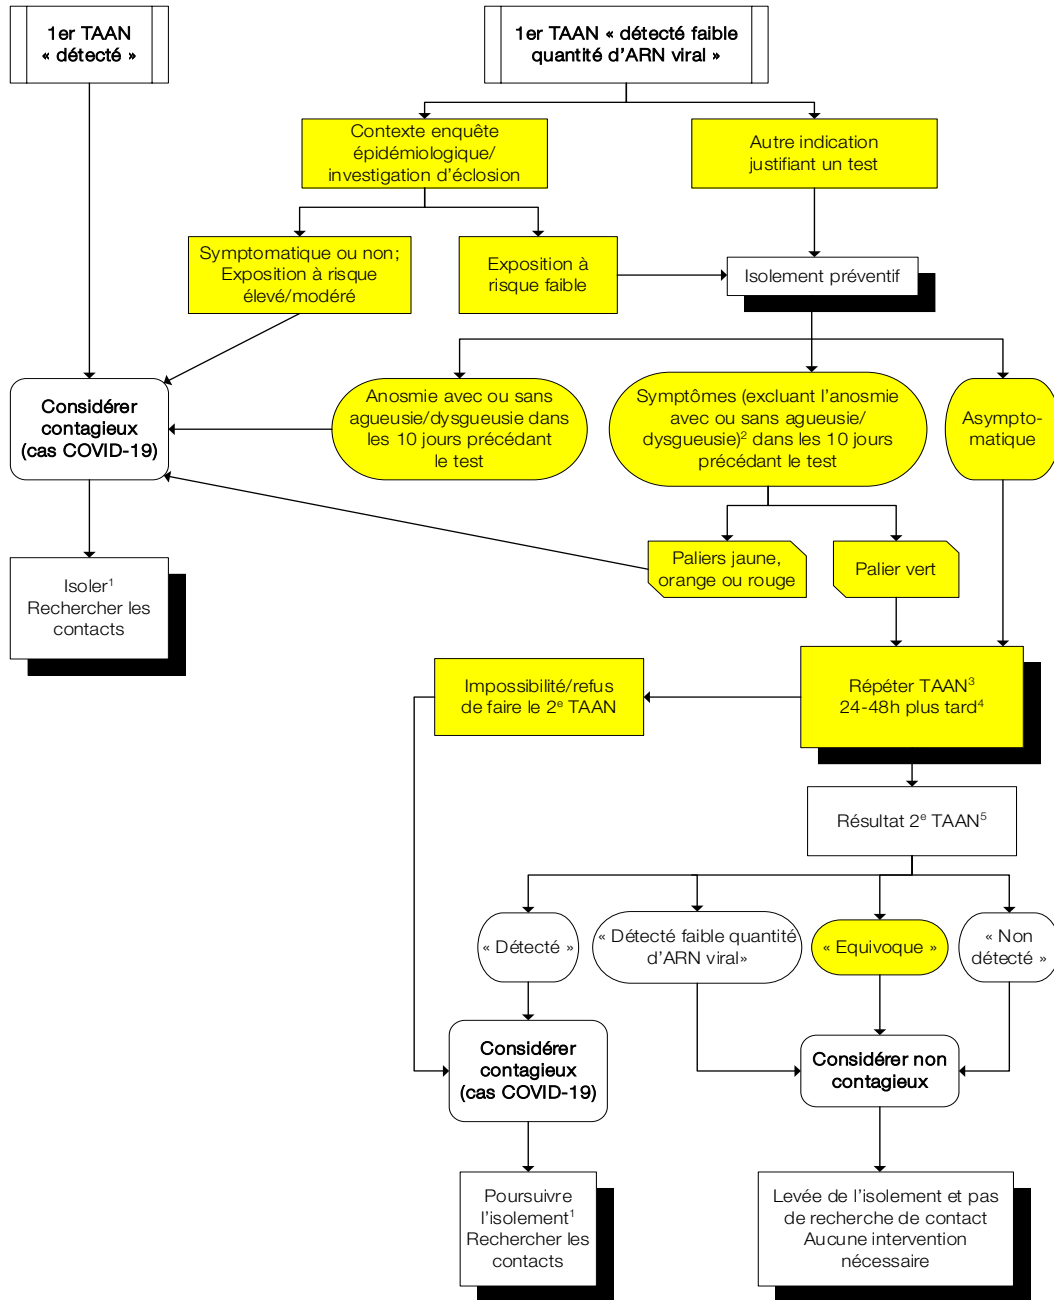 1er TAAN
« détecté »
1er TAAN « détecté faible
quantité d’ARN viral »
Contexte enquête
épidémiologique/
investigation d’éclosion
Autre indication
justifiant un test
Symptomatique ou non;
Exposition à risque
élevé/modéré
Exposition à
risque faible
Isolement préventif
Considérer
contagieux
(cas COVID-19)
Anosmie avec ou sans
agueusie/dysgueusie dans
les 10 jours précédant
le test
Symptômes (excluant l’anosmie
avec ou sans agueusie/
dysgueusie)² dans les 10 jours
précédant le test
Asympto-
matique
Paliers jaune,
orange ou rouge
Palier vert
Isoler¹
Rechercher les
contacts
Impossibilité/refus
de faire le 2ᵉ TAAN
Répéter TAAN³
24-48h plus tard⁴
Résultat 2ᵉ TAAN⁵
« Détecté »
« Détecté faible quantité
d’ARN viral»
« Equivoque »
« Non
détecté »
Considérer
contagieux
(cas COVID-19)
Considérer non
contagieux
Poursuivre
l’isolement¹
Rechercher les
contacts
Levée de l’isolement et pas
de recherche de contact
Aucune intervention
nécessaire